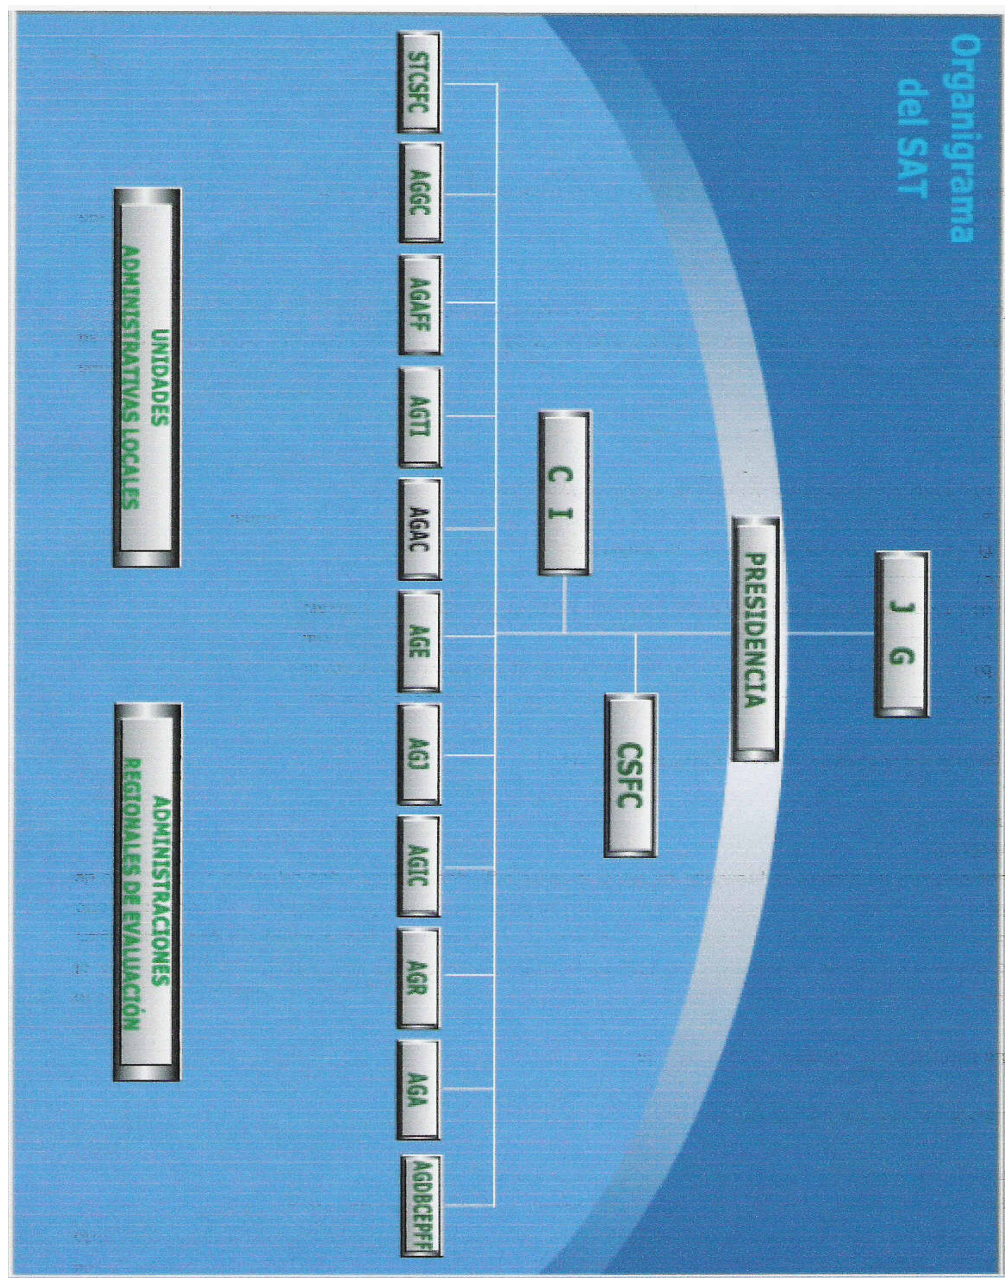 Organigrama
del SAT
J G
PRESIDENCIA
CSFC
C I
STCSFC
AGGC
AGAFF
AGTI
AGAC
AGE
AGJ
AGIC
AGR
AGA
AGDBCEPFF
UNIDADES
ADMINISTRATIVAS LOCALES
ADMINISTRACIONES
REGIONALES DE EVALUACIÓN